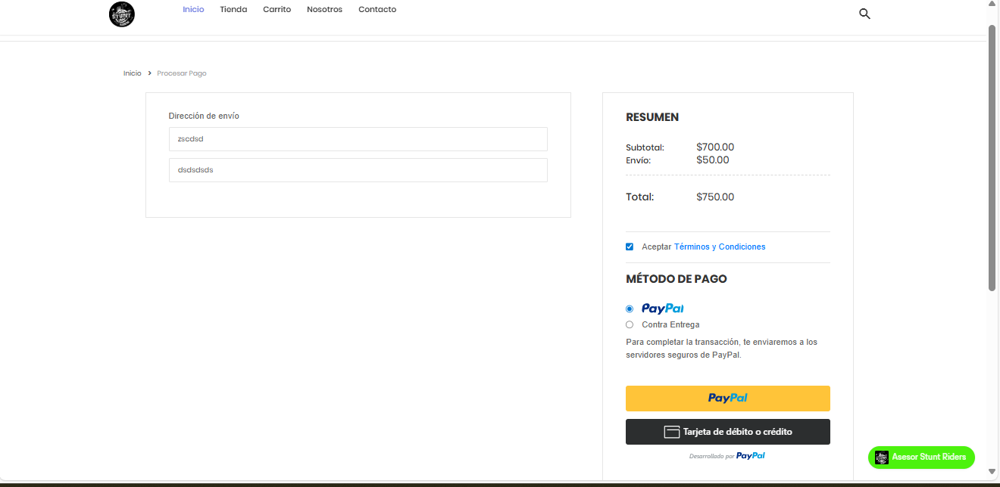 STUNT
Inicio Tienda Carrito Nosotros Contacto
Inicio > Procesar Pago
Dirección de envío
zscdsd
dsdsdsds
RESUMEN
Subtotal: $700.00
Envío: $50.00
Total: $750.00
Aceptar Términos y Condiciones
MÉTODO DE PAGO
PayPal
Contra Entrega
Para completar la transacción, te enviaremos a los
servidores seguros de PayPal.
PayPal
Tarjeta de débito o crédito
Desarrollado por PayPal
Asesor Stunt Riders